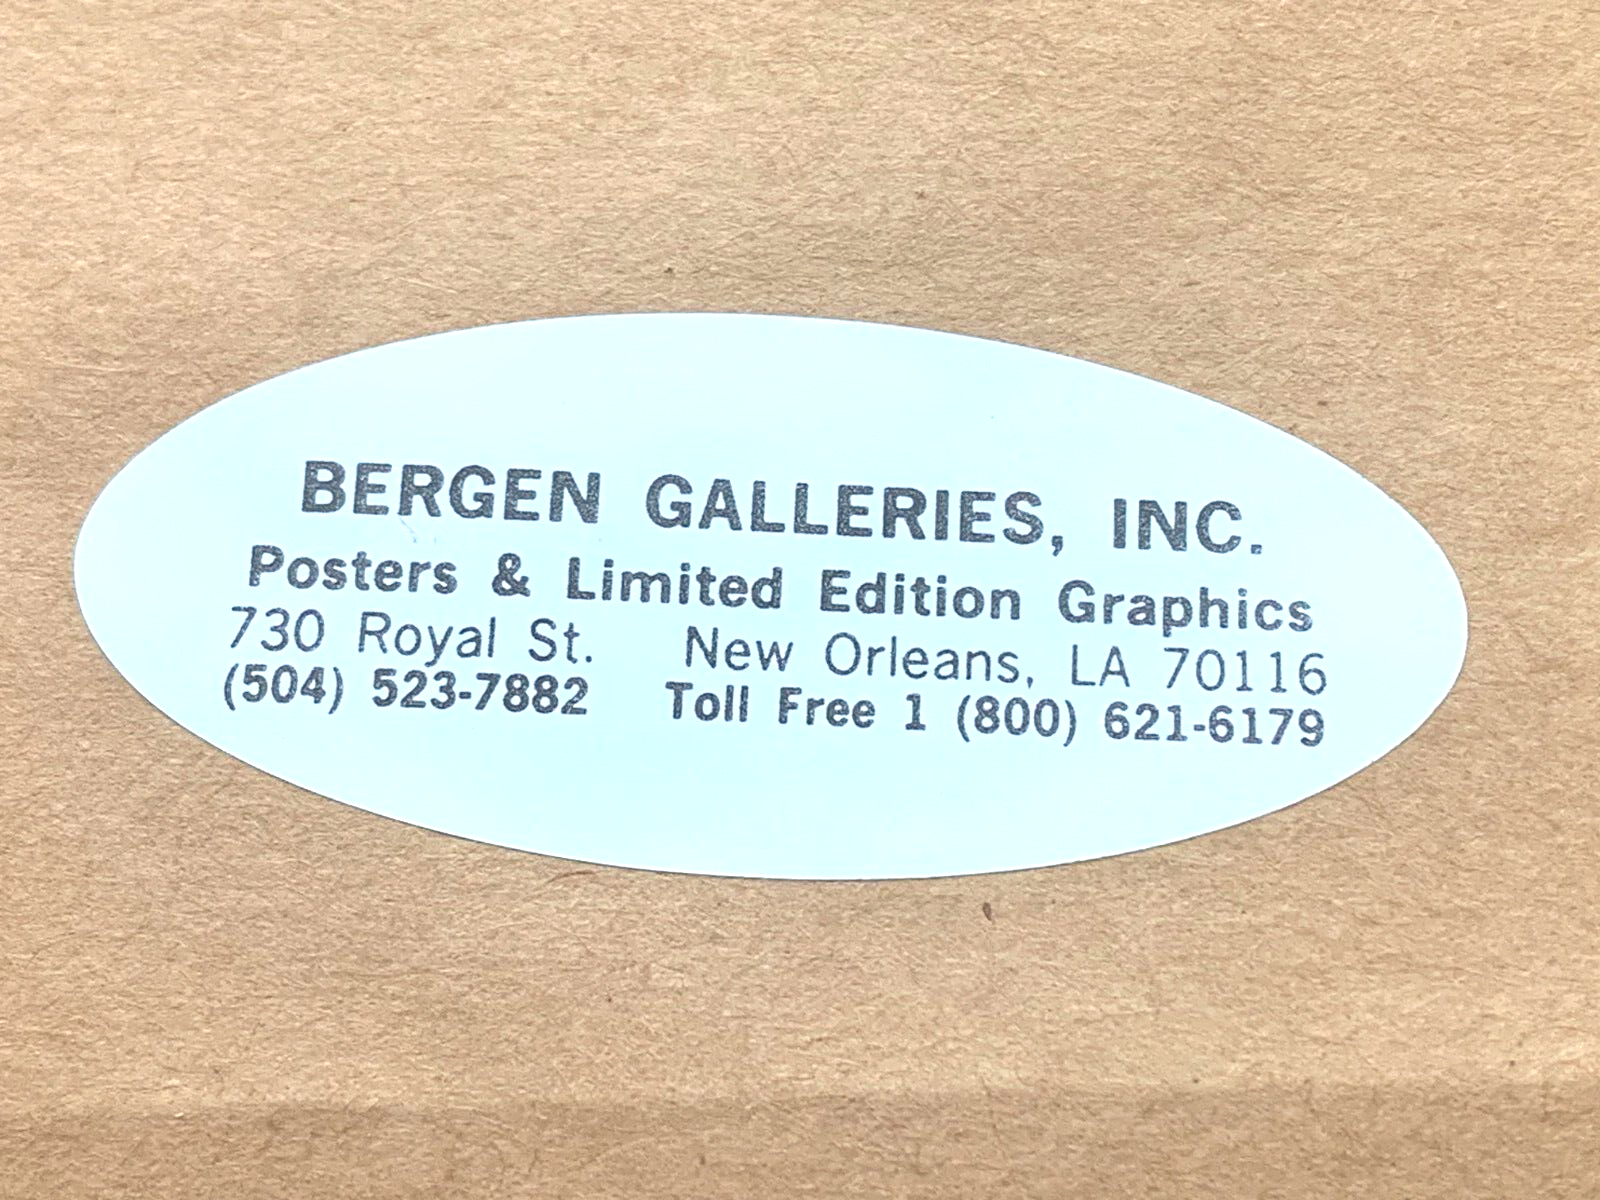 BERGEN GALLERIES, INC.
Posters & Limited Edition Graphics
730 Royal St. New Orleans, LA 70116
(504) 523-7882 Toll Free 1 (800) 621-6179